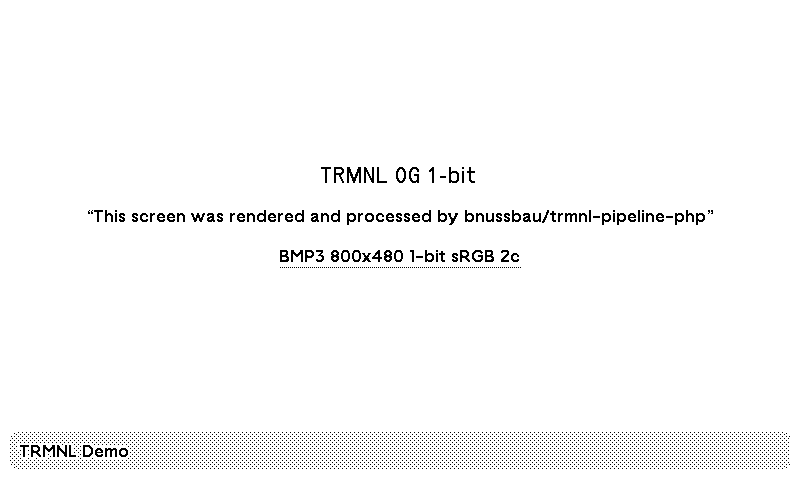 TRMNL OG 1-bit
“This screen was rendered and processed by bnussbau/trmnl-pipeline-php”
BMP3 800x480 1-bit sRGB 2c
TRMNL Demo